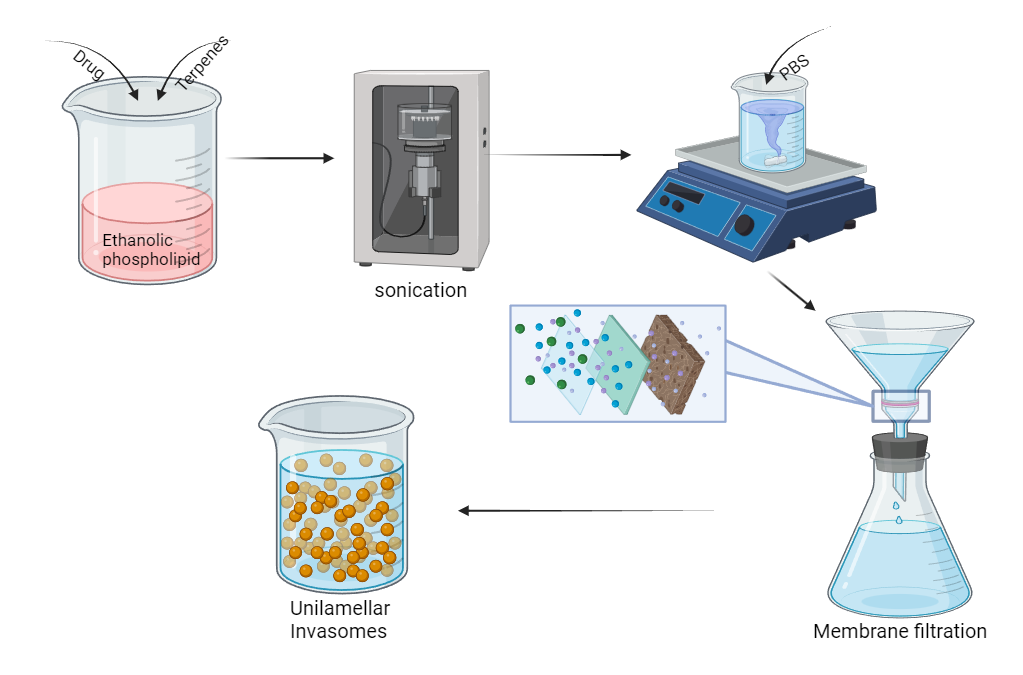 Drug
Terpenes
PBS
Ethanolic
phospholipid
sonication
Unilamellar
Invasomes
Membrane filtration